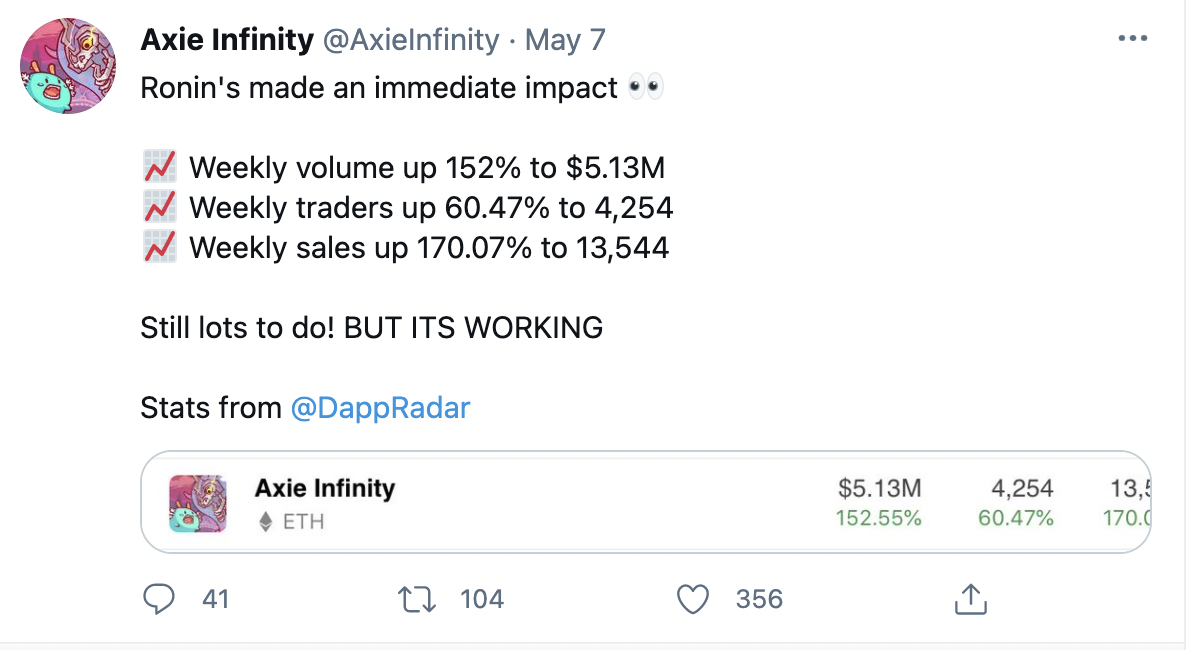 Axie Infinity @AxieInfinity · May 7
Ronin's made an immediate impact 👀
📈 Weekly volume up 152% to $5.13M
📈 Weekly traders up 60.47% to 4,254
📈 Weekly sales up 170.07% to 13,544
Still lots to do! BUT ITS WORKING
Stats from @DappRadar
Axie Infinity $5.13M 4,254 13,
ETH 152.55% 60.47% 170.0
41 104 356